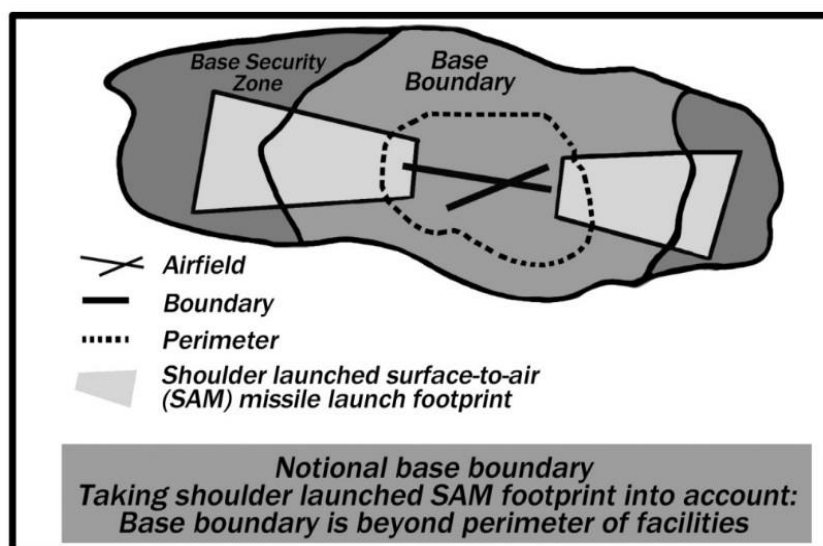 Base Security
Zone
Base
Boundary
Airfield
Boundary
Perimeter
Shoulder launched surface-to-air
(SAM) missile launch footprint
Notional base boundary
Taking shoulder launched SAM footprint into account:
Base boundary is beyond perimeter of facilities